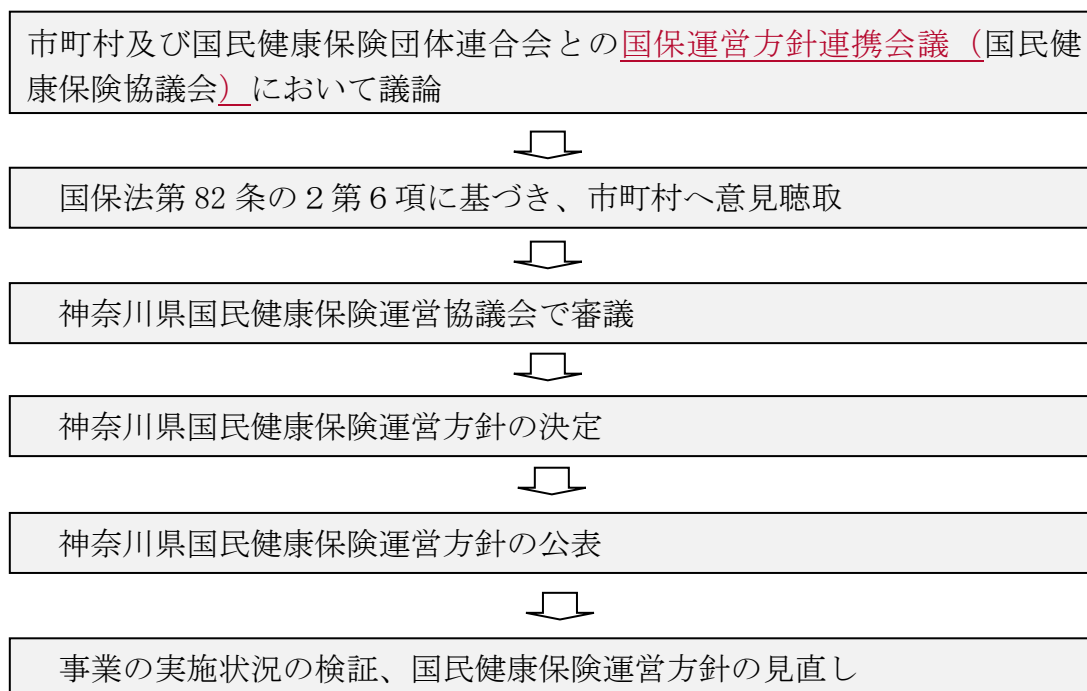 市町村及び国民健康保険団体連合会との国保運営方針連携会議（国民健
康保険協議会）において議論
国保法第 82 条の２第６項に基づき、市町村へ意見聴取
神奈川県国民健康保険運営協議会で審議
神奈川県国民健康保険運営方針の決定
神奈川県国民健康保険運営方針の公表
事業の実施状況の検証、国民健康保険運営方針の見直し